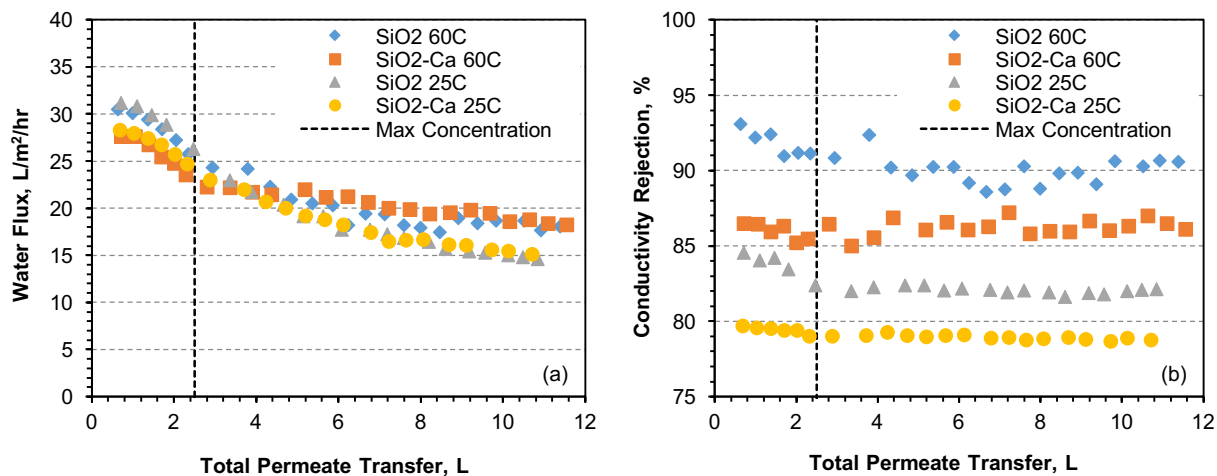 40
35
30
25
20
15
10
5
0
0 2 4 6 8 10 12
Water Flux, L/m²/hr
Total Permeate Transfer, L
SiO2 60C
SiO2-Ca 60C
SiO2 25C
SiO2-Ca 25C
Max Concentration
(a)
100
95
90
85
80
75
0 2 4 6 8 10 12
Conductivity Rejection, %
Total Permeate Transfer, L
SiO2 60C
SiO2-Ca 60C
SiO2 25C
SiO2-Ca 25C
Max Concentration
(b)